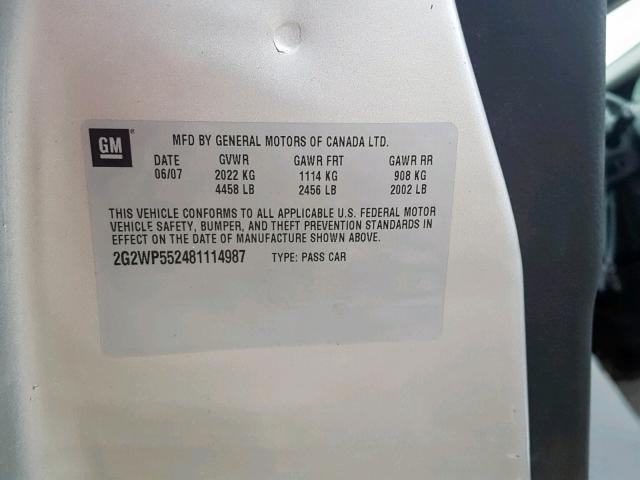 GM ®
MFD BY GENERAL MOTORS OF CANADA LTD.
DATE GVWR GAWR FRT GAWR RR
06/07 2022 KG 1114 KG 908 KG
4458 LB 2456 LB 2002 LB
THIS VEHICLE CONFORMS TO ALL APPLICABLE U.S. FEDERAL MOTOR
VEHICLE SAFETY, BUMPER, AND THEFT PREVENTION STANDARDS IN
EFFECT ON THE DATE OF MANUFACTURE SHOWN ABOVE.
2G2WP552481114987 TYPE: PASS CAR